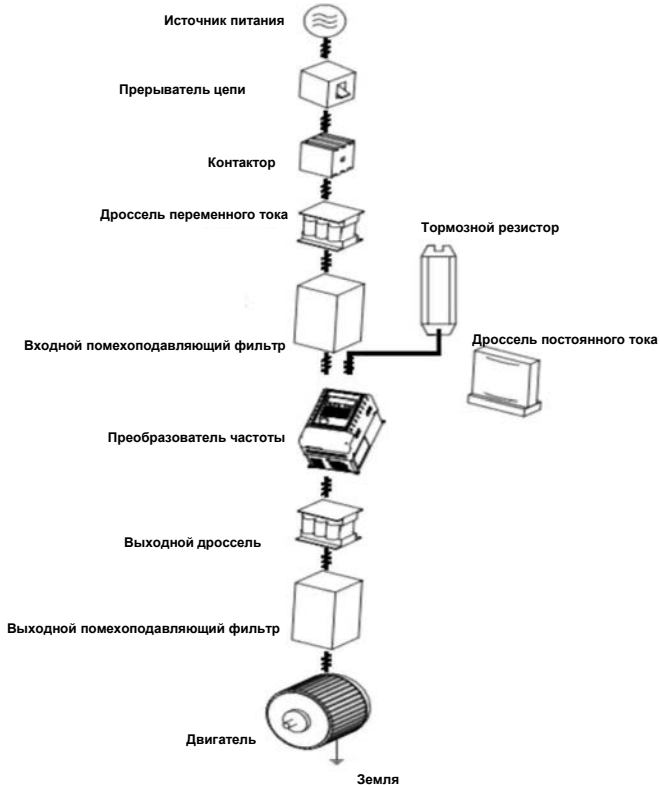 Источник питания
Прерыватель цепи
Контактор
Дроссель переменного тока
Тормозной резистор
Входной помехоподавляющий фильтр
Дроссель постоянного тока
Преобразователь частоты
Выходной дроссель
Выходной помехоподавляющий фильтр
Двигатель
Земля